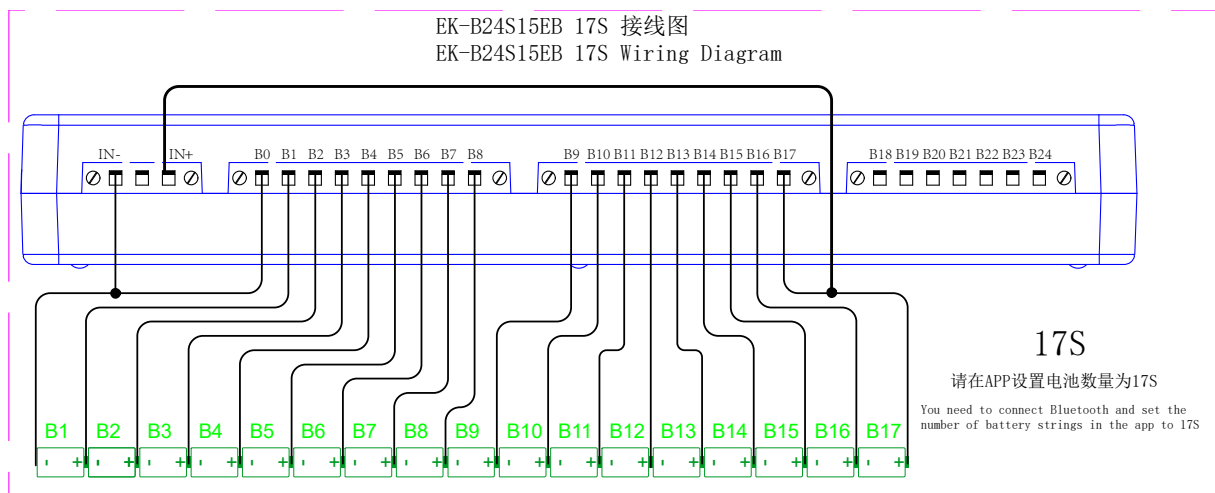 EK-B24S15EB 17S 接线图
EK-B24S15EB 17S Wiring Diagram
IN- IN+ B0 B1 B2 B3 B4 B5 B6 B7 B8 B9 B10 B11 B12 B13 B14 B15 B16 B17 B18 B19 B20 B21 B22 B23 B24
17S
请在APP设置电池数量为17S
You need to connect Bluetooth and set the
number of battery strings in the app to 17S
B1 B2 B3 B4 B5 B6 B7 B8 B9 B10 B11 B12 B13 B14 B15 B16 B17
- + - + - + - + - + - + - + - + - + - + - + - + - + - + - + - + - +